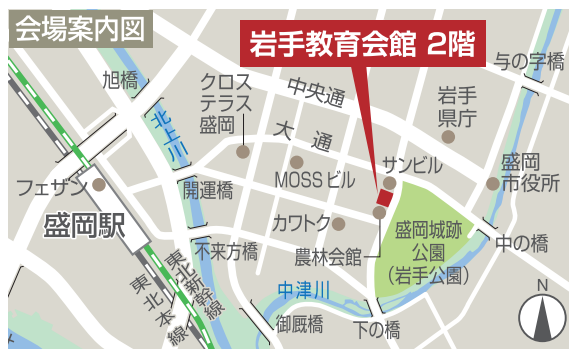 会場案内図
岩手教育会館 2階
与の字橋
旭橋
クロス
テラス
盛岡
中央通
岩手
県庁
北上川
大通
サンビル
盛岡
市役所
MOSSビル
フェザン
開運橋
盛岡駅
カワトク
農林会館
盛岡城跡
公園
(岩手公園)
中の橋
不来方橋
東北新幹線
東北本線
中津川
御厩橋
下の橋
N